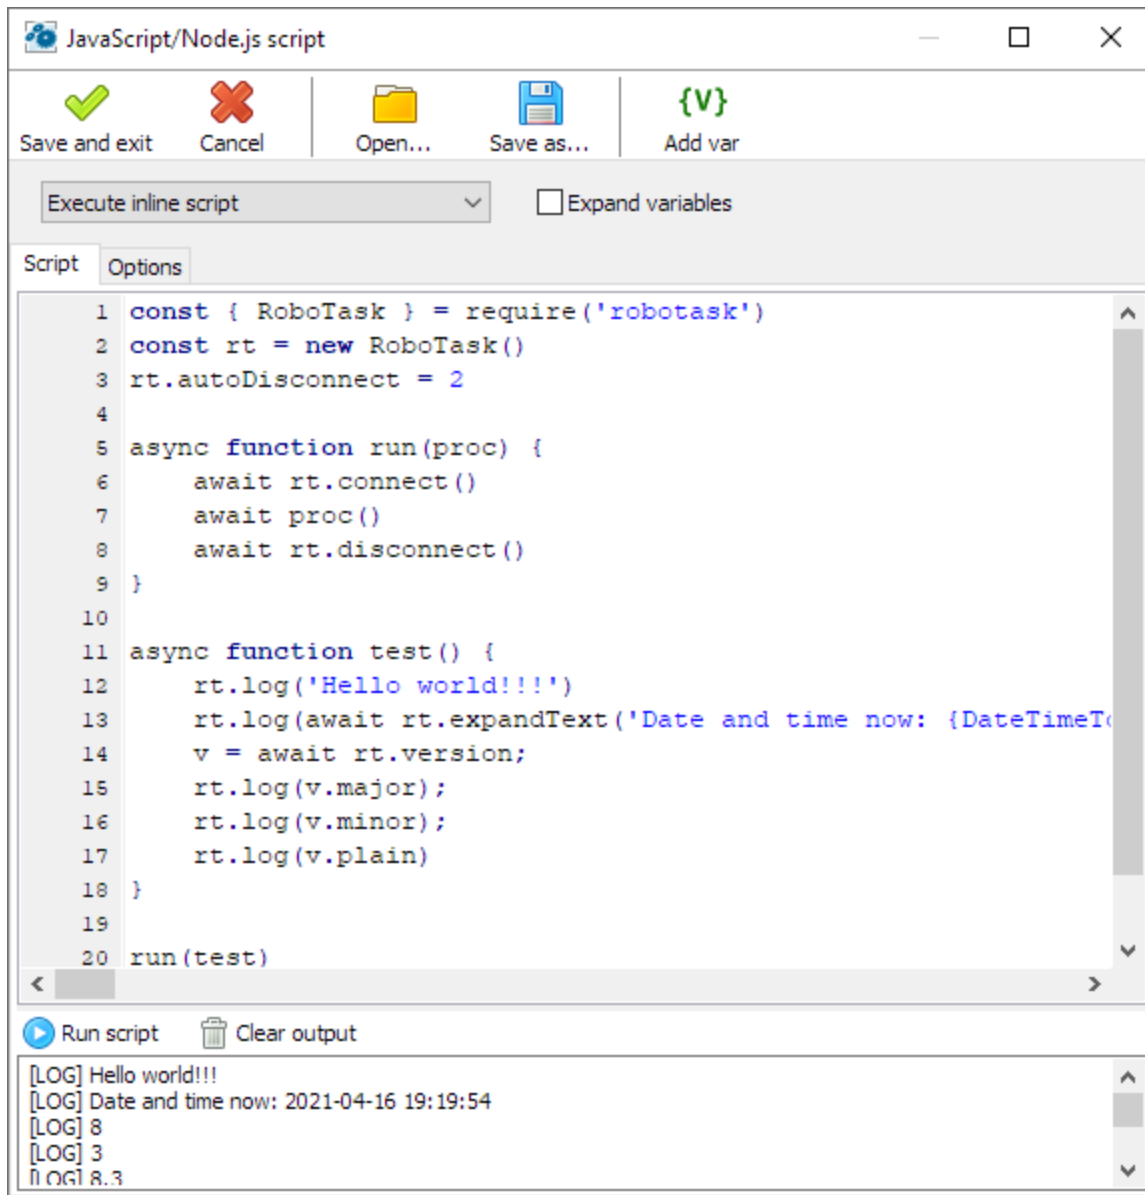 JavaScript/Node.js script
{V}
Save and exit Cancel Open... Save as... Add var
Execute inline script Expand variables
Script Options
1 const { RoboTask } = require('robotask')
2 const rt = new RoboTask()
3 rt.autoDisconnect = 2
4
5 async function run(proc) {
6 await rt.connect()
7 await proc()
8 await rt.disconnect()
9 }
10
11 async function test() {
12 rt.log('Hello world!!!')
13 rt.log(await rt.expandText('Date and time now: {DateTimeTo
14 v = await rt.version;
15 rt.log(v.major);
16 rt.log(v.minor);
17 rt.log(v.plain)
18 }
19
20 run(test)
Run script Clear output
[LOG] Hello world!!!
[LOG] Date and time now: 2021-04-16 19:19:54
[LOG] 8
[LOG] 3
[LOG] 8.3